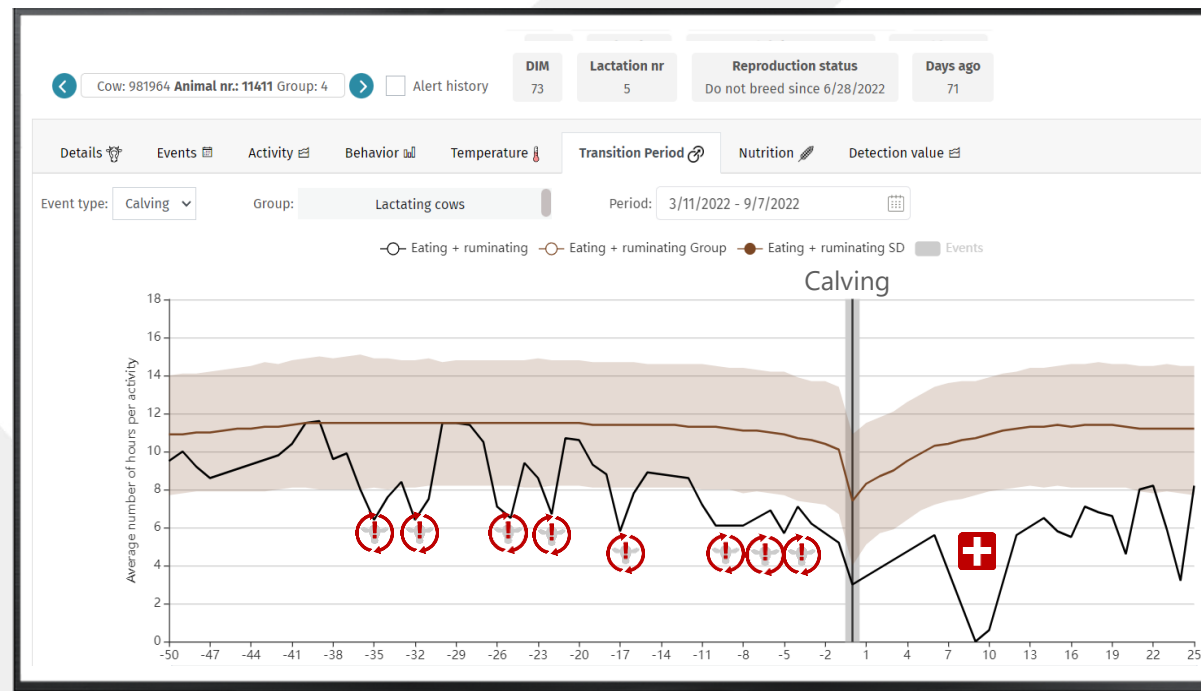 DIM Lactation nr Reproduction status Days ago
Cow: 981964 Animal nr.: 11411 Group: 4 Alert history 73 5 Do not breed since 6/28/2022 71
Details Events Activity Behavior Temperature Transition Period Nutrition Detection value
Event type: Calving Group: Lactating cows Period: 3/11/2022 - 9/7/2022
Eating + ruminating Eating + ruminating Group Eating + ruminating SD Events
Calving
Average number of hours per activity
18
16
14
12
10
8
6
4
2
0
-50 -47 -44 -41 -38 -35 -32 -29 -26 -23 -20 -17 -14 -11 -8 -5 -2 1 4 7 10 13 16 19 22 25